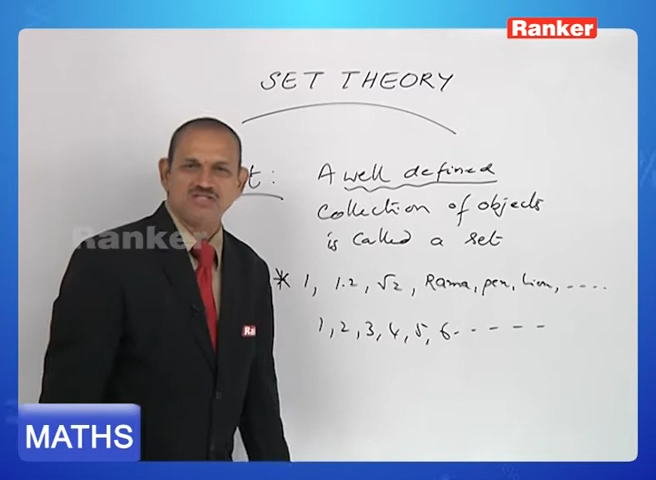 Ranker
SET THEORY
t : A well defined
collection of objects
is called a set
Ranker
* 1, 1.2, √2, Rama, pen, lion, - - - -
1, 2, 3, 4, 5, 6 - - - - -
Ra
MATHS